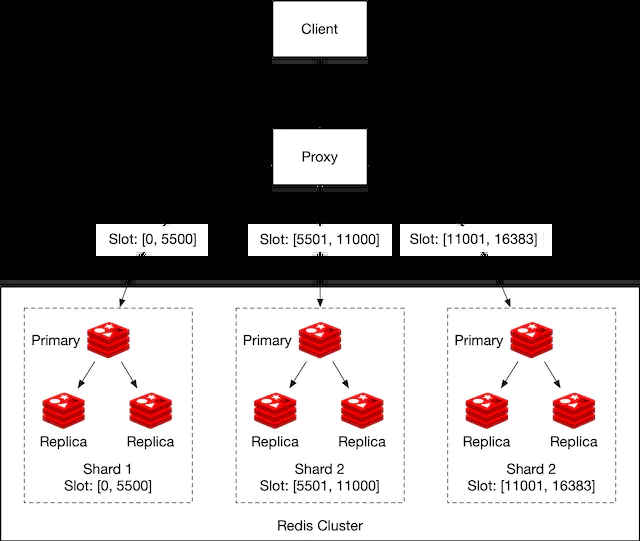 Client
Proxy
Slot: [0, 5500]
Slot: [5501, 11000]
Slot: [11001, 16383]
Primary
Primary
Primary
Replica
Replica
Replica
Replica
Replica
Replica
Shard 1
Slot: [0, 5500]
Shard 2
Slot: [5501, 11000]
Shard 2
Slot: [11001, 16383]
Redis Cluster